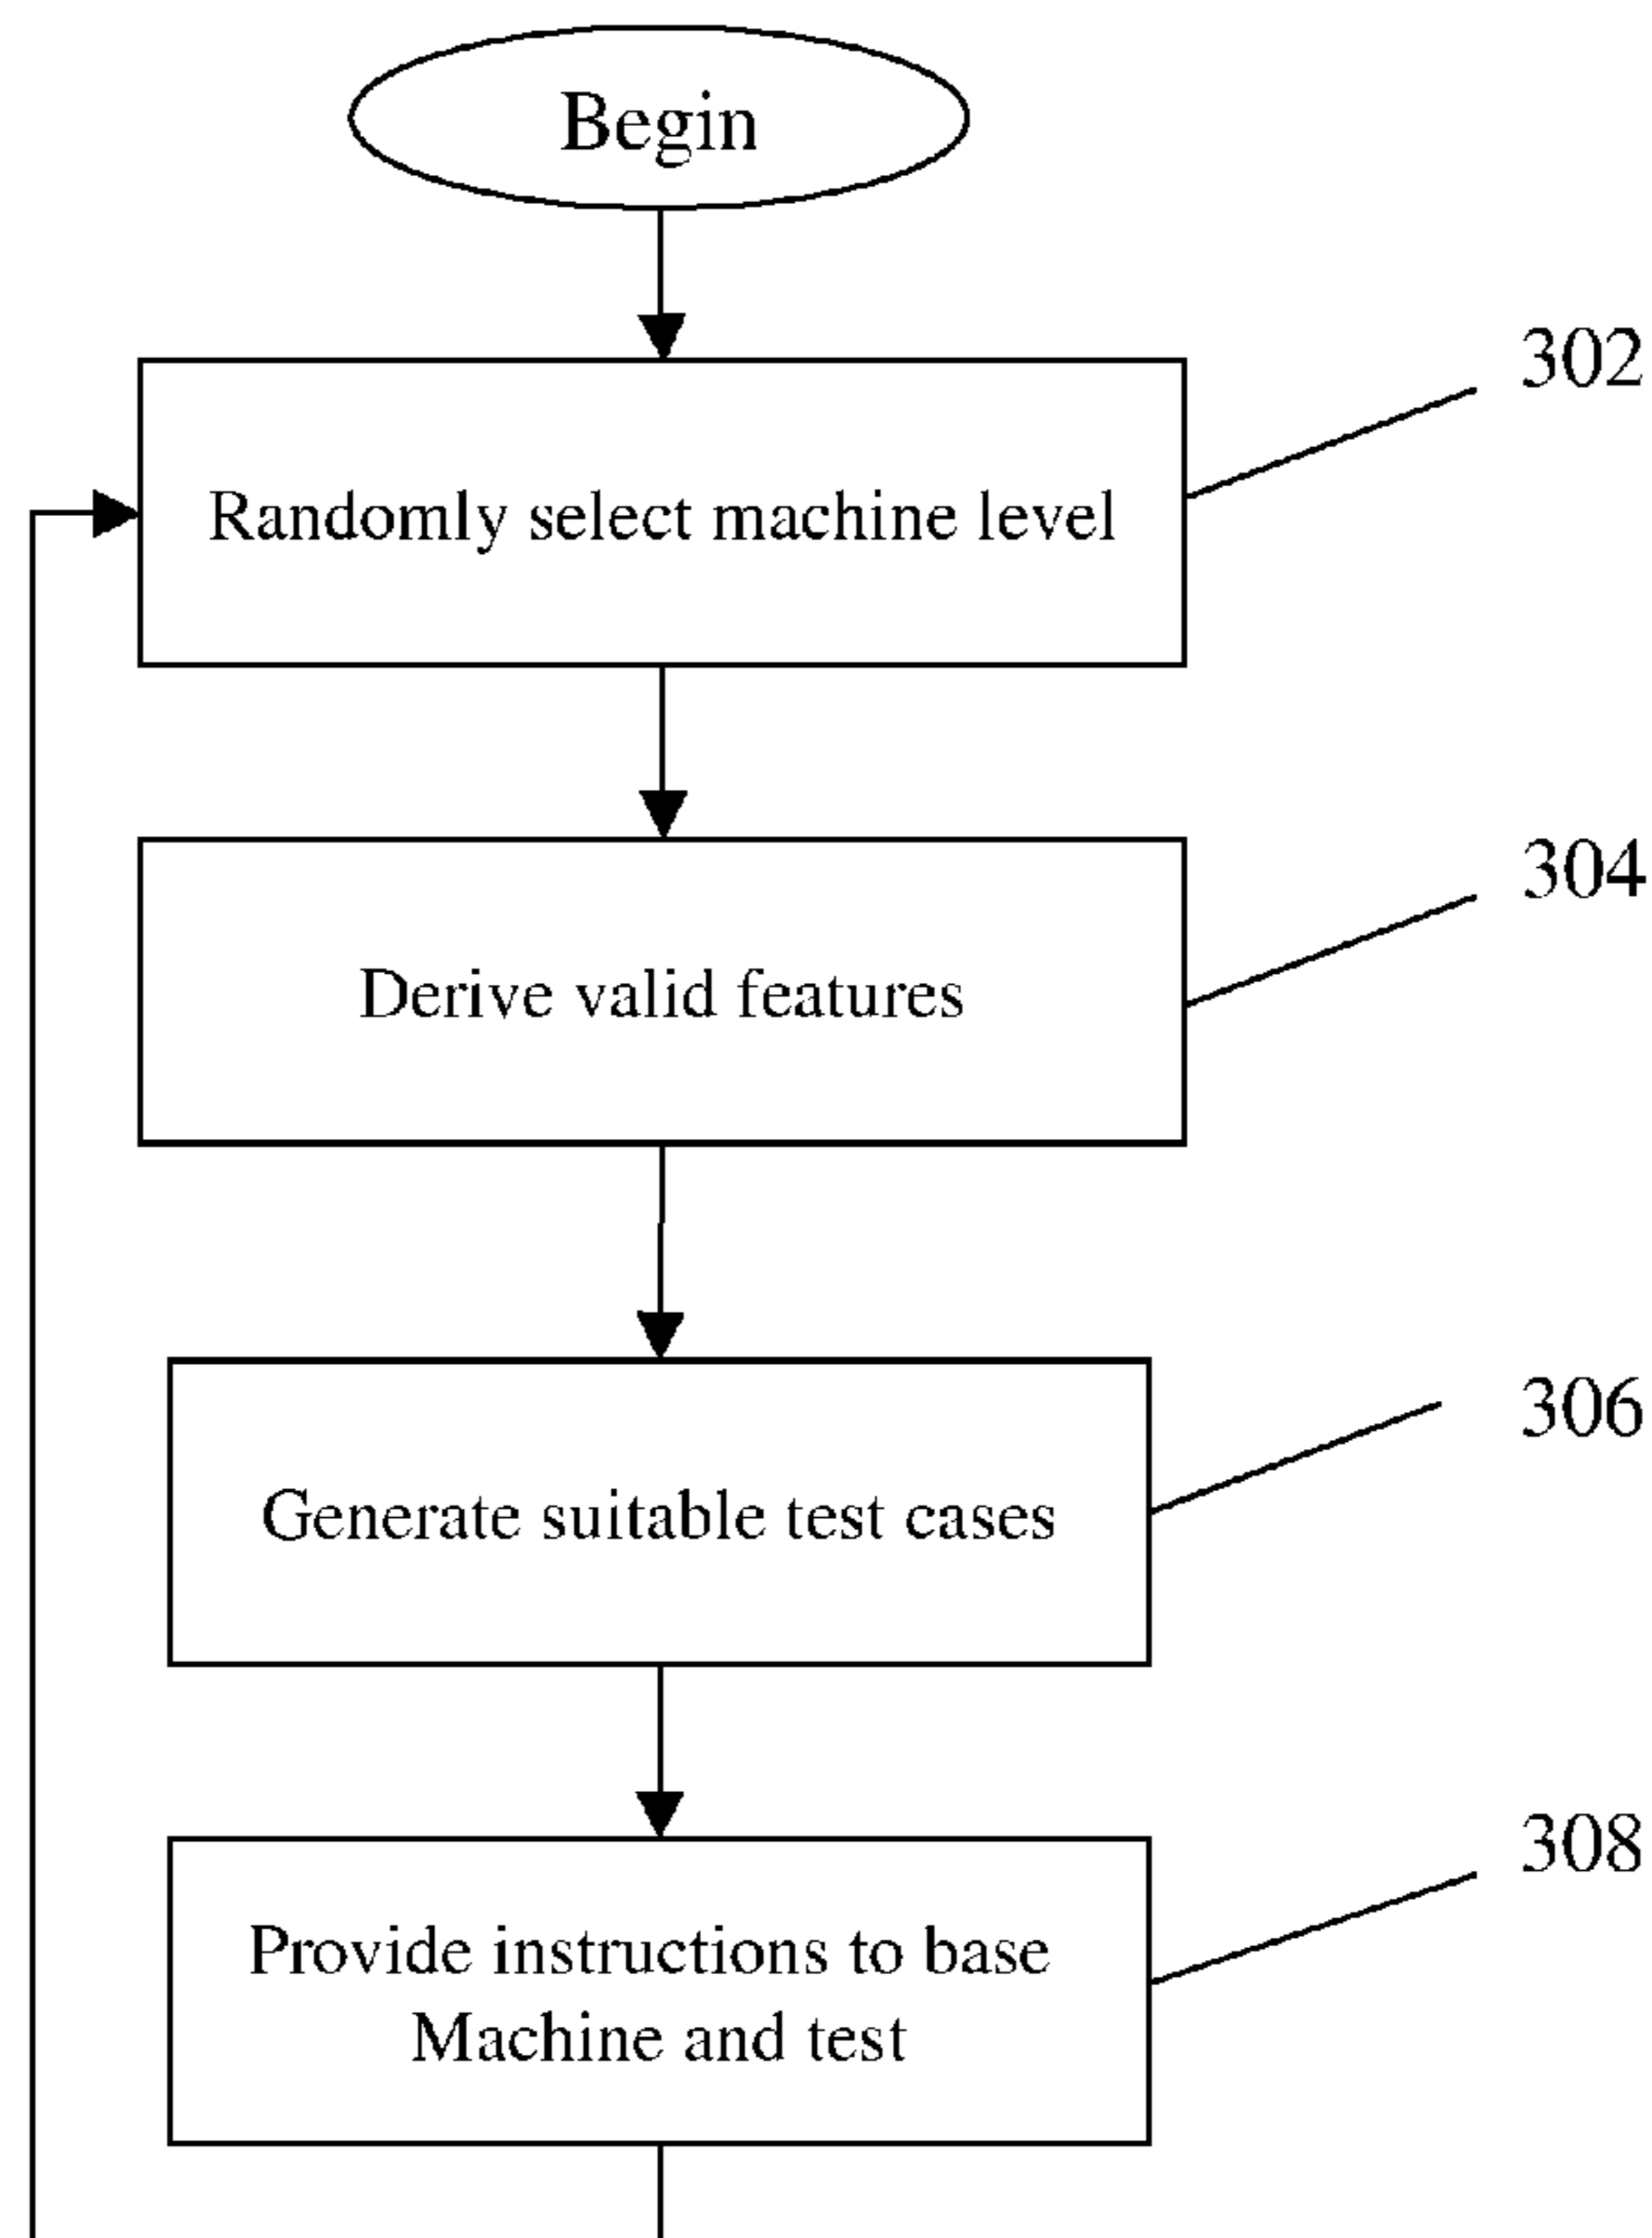 Begin
302
Randomly select machine level
304
Derive valid features
306
Generate suitable test cases
308
Provide instructions to base
Machine and test